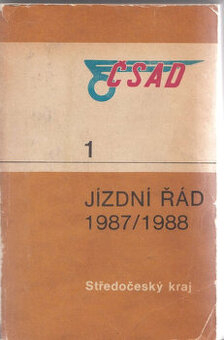 ČSAD
1
JÍZDNÍ ŘÁD
1987/1988
Středočeský kraj